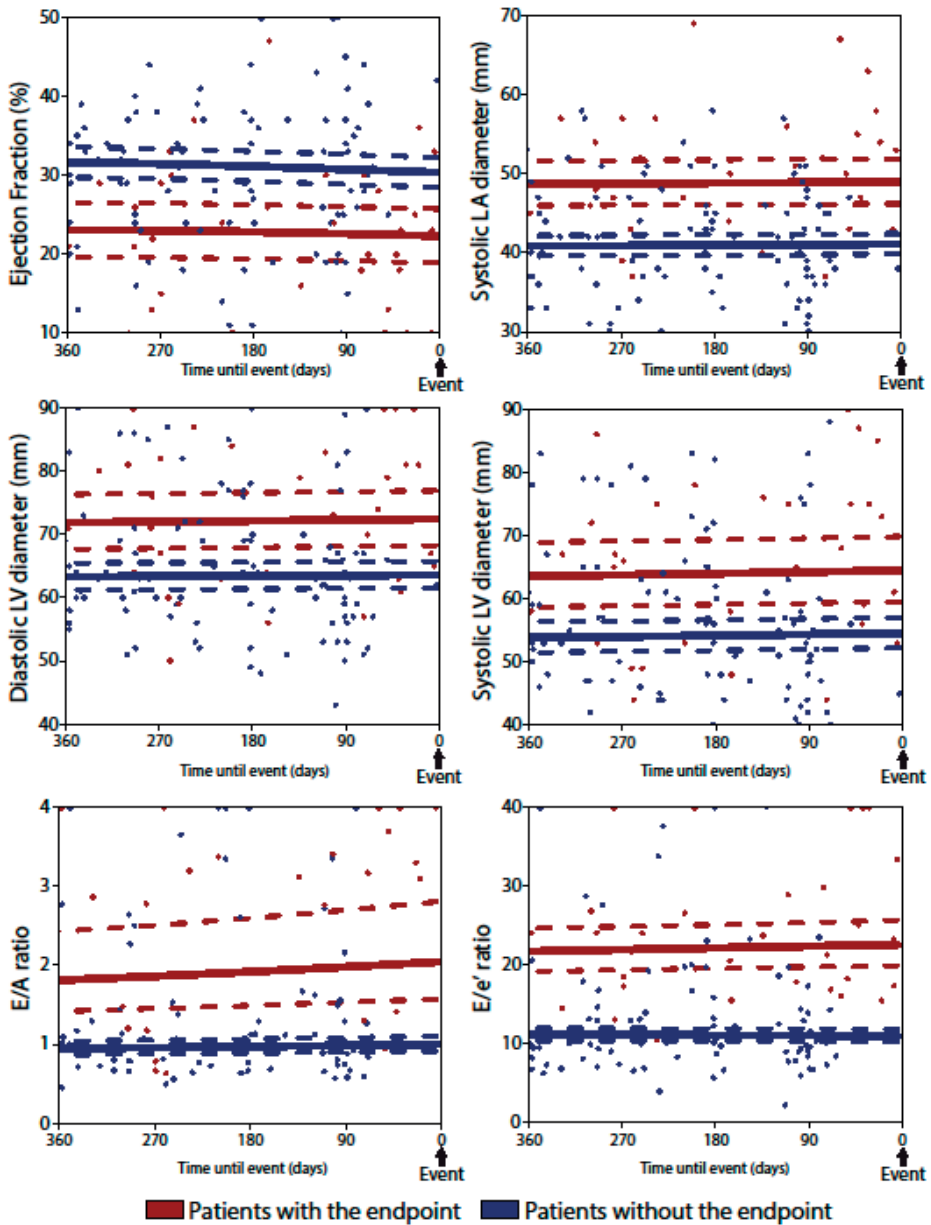 Ejection Fraction (%)
50
40
30
20
10
360 270 180 90 0
Time until event (days)
Event
Systolic LA diameter (mm)
70
60
50
40
30
360 270 180 90 0
Time until event (days)
Event
Diastolic LV diameter (mm)
90
80
70
60
50
40
360 270 180 90 0
Time until event (days)
Event
Systolic LV diameter (mm)
90
80
70
60
50
40
360 270 180 90 0
Time until event (days)
Event
E/A ratio
4
3
2
1
0
360 270 180 90 0
Time until event (days)
Event
E/e' ratio
40
30
20
10
0
360 270 180 90 0
Time until event (days)
Event
Patients with the endpoint Patients without the endpoint